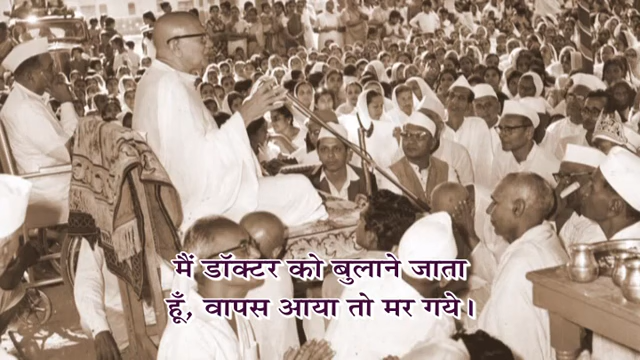 मैं डॉक्टर को बुलाने जाता
हूँ, वापस आया तो मर गये।